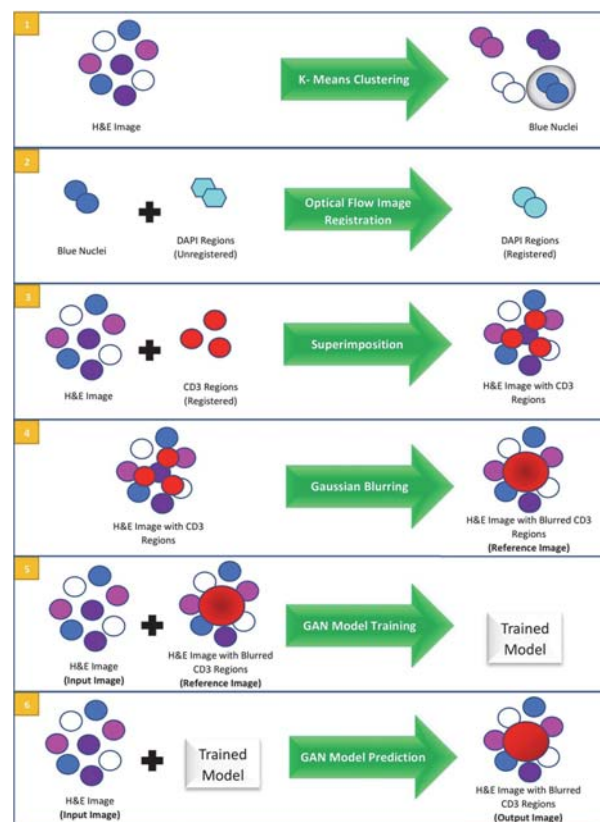 1
K- Means Clustering
H&E Image
Blue Nuclei
2
Optical Flow Image
Registration
Blue Nuclei
DAPI Regions
(Unregistered)
DAPI Regions
(Registered)
3
Superimposition
H&E Image
CD3 Regions
(Registered)
H&E Image with CD3
Regions
4
Gaussian Blurring
H&E Image with CD3
Regions
H&E Image with Blurred CD3
Regions
(Reference Image)
5
GAN Model Training
Trained
Model
H&E Image
(Input Image)
H&E Image with Blurred
CD3 Regions
(Reference Image)
6
Trained
Model
GAN Model Prediction
H&E Image
(Input Image)
H&E Image with Blurred
CD3 Regions
(Output Image)